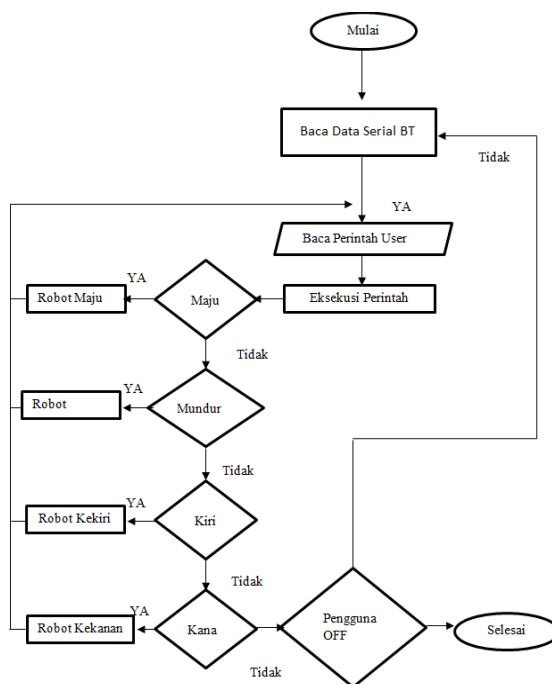 Mulai
Baca Data Serial BT
Tidak
YA
Baca Perintah User
Eksekusi Perintah
Maju
YA
Robot Maju
Tidak
Mundur
YA
Robot
Tidak
Kiri
YA
Robot Kekiri
Tidak
Kana
YA
Robot Kekanan
Tidak
Pengguna
OFF
Selesai